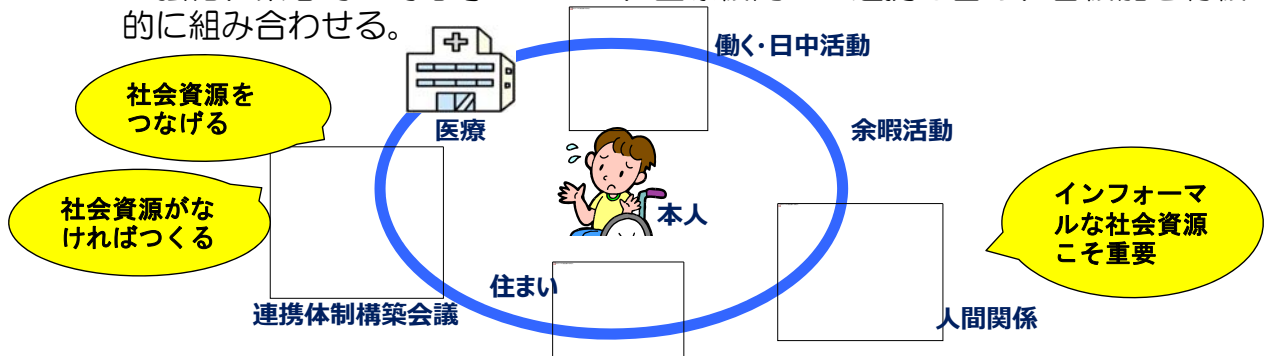 的に組み合わせる。
働く・日中活動
社会資源を
つなげる
医療
余暇活動
社会資源がな
ければつくる
本人
インフォーマ
ルな社会資源
こそ重要
住まい
連携体制構築会議
人間関係